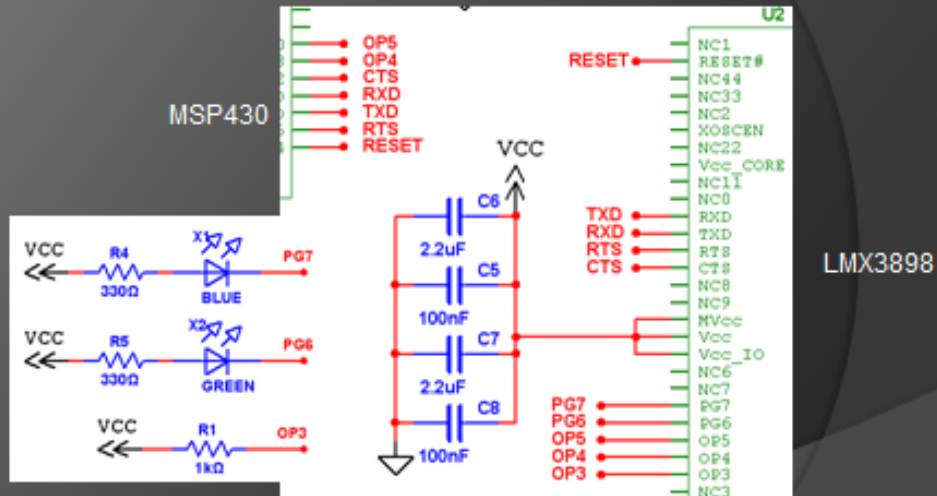 MSP430
OP5
OP4
CTS
RXD
TXD
RTS
RESET
VCC
C6
2.2uF
C5
100nF
C7
2.2uF
C8
100nF
VCC
R4
330Ω
X1
BLUE
PG7
VCC
R5
330Ω
X2
GREEN
PG6
VCC
R1
1kΩ
OP3
U2
RESET
TXD
RXD
RTS
CTS
PG7
PG6
OP5
OP4
OP3
NC1
RESET#
NC44
NC33
NC2
XOSCEN
NC22
Vcc_CORE
NC11
NC0
RXD
TXD
RTS
CTS
NC8
NC9
MVcc
Vcc
Vcc_IO
NC6
NC7
PG7
PG6
OP5
OP4
OP3
NC3
LMX3898